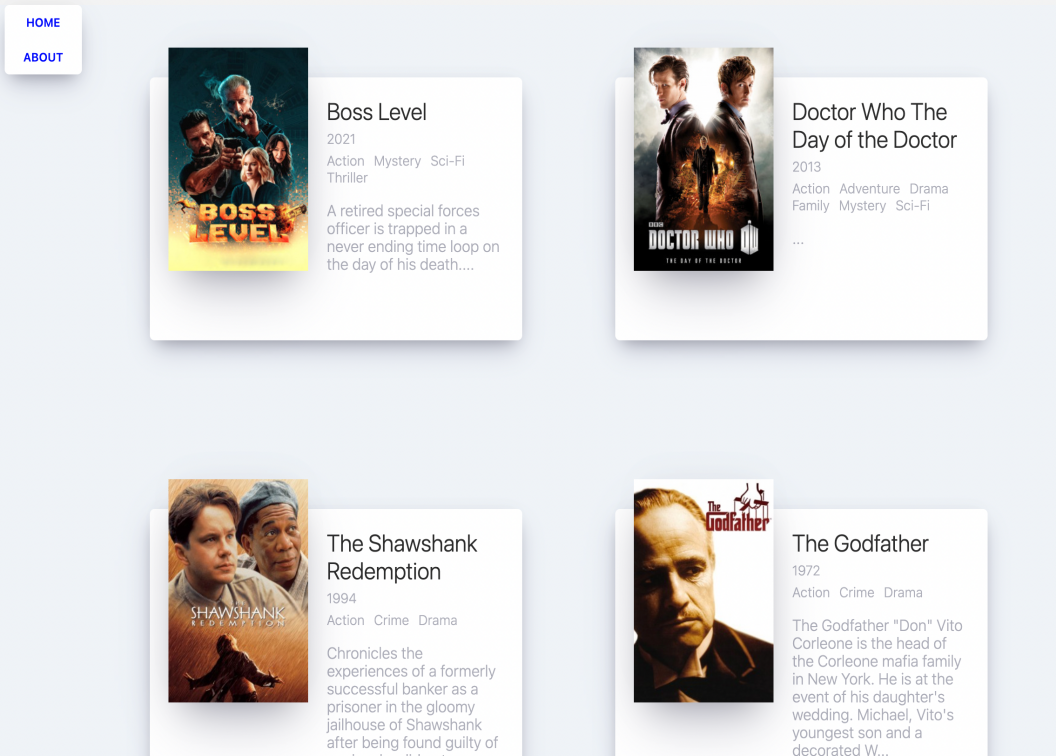 HOME
ABOUT
BOSS
LEVEL
Boss Level
2021
Action Mystery Sci-Fi
Thriller
A retired special forces
officer is trapped in a
never ending time loop on
the day of his death....
BBC
DOCTOR WHO
THE DAY OF THE DOCTOR
Doctor Who The
Day of the Doctor
2013
Action Adventure Drama
Family Mystery Sci-Fi
...
SHAWSHANK
REDEMPTION
The Shawshank
Redemption
1994
Action Crime Drama
Chronicles the
experiences of a formerly
successful banker as a
prisoner in the gloomy
jailhouse of Shawshank
after being found guilty of
The
Godfather
The Godfather
1972
Action Crime Drama
The Godfather "Don" Vito
Corleone is the head of
the Corleone mafia family
in New York. He is at the
event of his daughter's
wedding. Michael, Vito's
youngest son and a
decorated W...